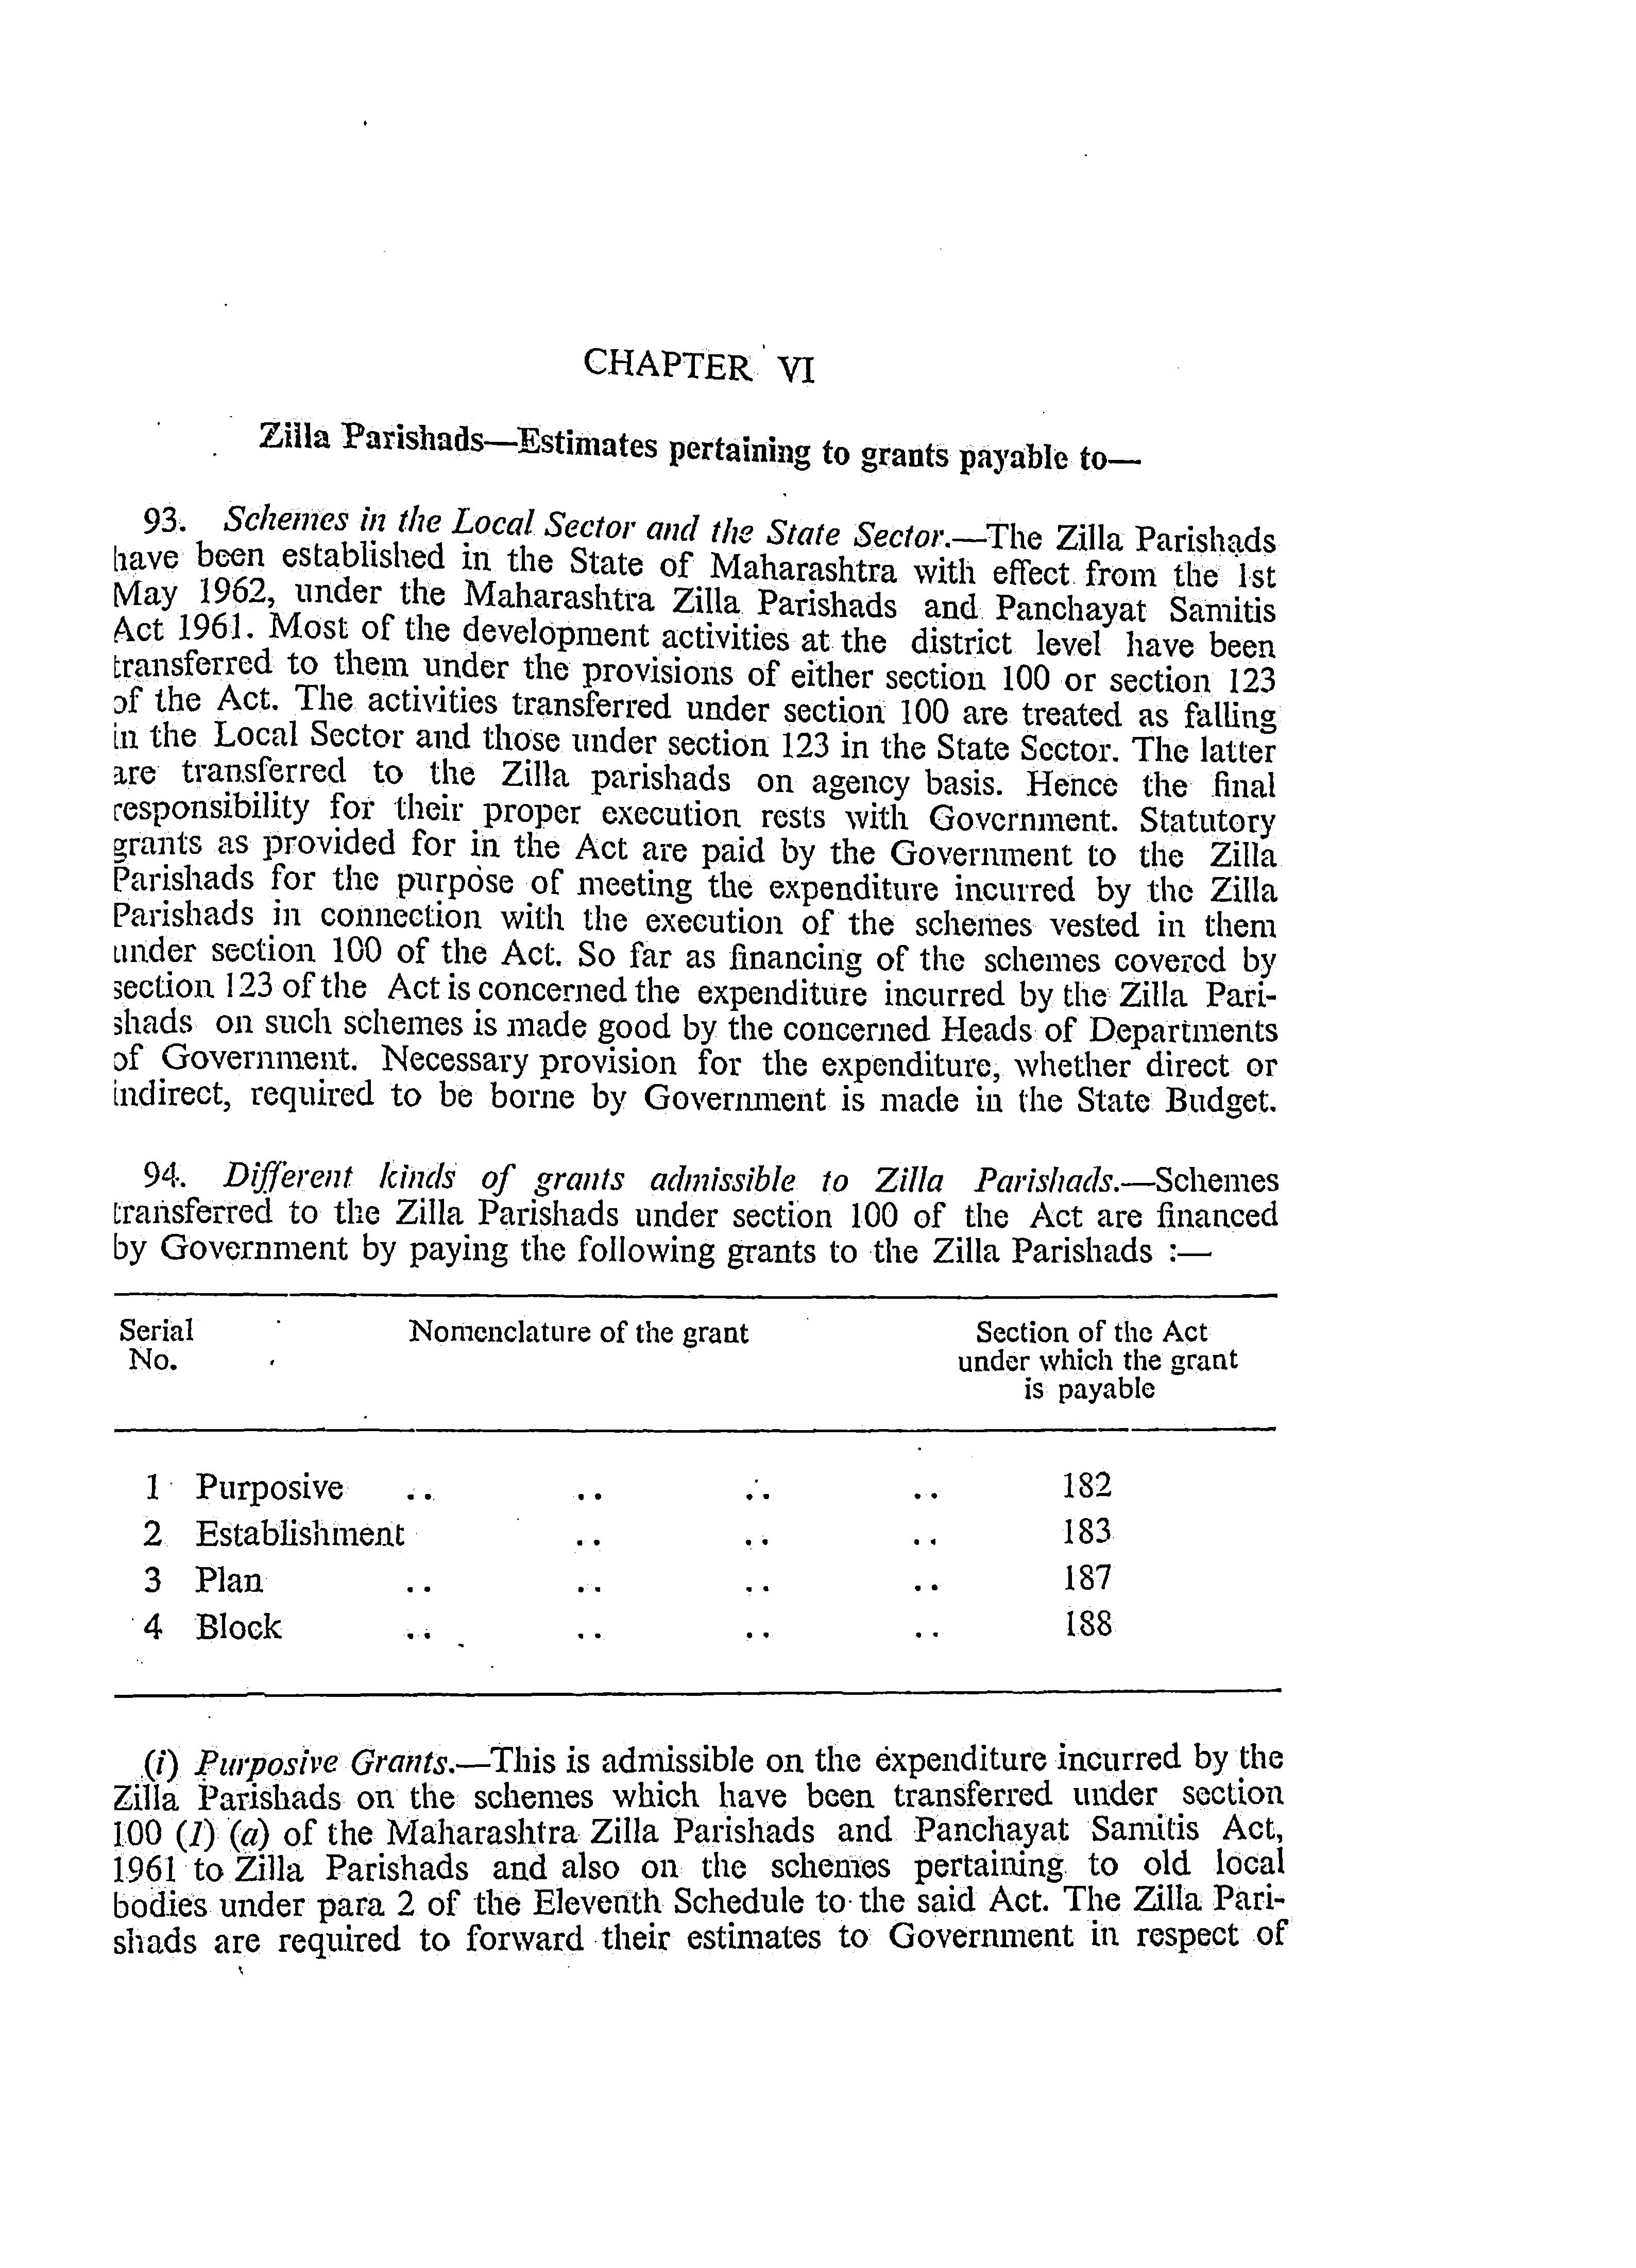 CHAPTER VI
Zilla Parishads—Estimates pertaining to grants payable to—
93. Schemes in the Local Sector and the State Sector.—The Zilla Parishads
have been established in the State of Maharashtra with effect from the 1st
May 1962, under the Maharashtra Zilla Parishads and Panchayat Samitis
Act 1961. Most of the development activities at the district level have been
transferred to them under the provisions of either section 100 or section 123
of the Act. The activities transferred under section 100 are treated as falling
in the Local Sector and those under section 123 in the State Sector. The latter
are transferred to the Zilla parishads on agency basis. Hence the final
responsibility for their proper execution rests with Government. Statutory
grants as provided for in the Act are paid by the Government to the Zilla
Parishads for the purpose of meeting the expenditure incurred by the Zilla
Parishads in connection with the execution of the schemes vested in them
under section 100 of the Act. So far as financing of the schemes covered by
section 123 of the Act is concerned the expenditure incurred by the Zilla Pari-
shads on such schemes is made good by the concerned Heads of Departments
of Government. Necessary provision for the expenditure, whether direct or
indirect, required to be borne by Government is made in the State Budget.
94. Different kinds of grants admissible to Zilla Parishads.—Schemes
transferred to the Zilla Parishads under section 100 of the Act are financed
by Government by paying the following grants to the Zilla Parishads :—
Serial Nomenclature of the grant Section of the Act
No. under which the grant
is payable
1 Purposive .. .. .. .. 182
2 Establishment .. .. .. 183
3 Plan .. .. .. .. 187
4 Block .. .. .. .. 188
(i) Purposive Grants.—This is admissible on the expenditure incurred by the
Zilla Parishads on the schemes which have been transferred under section
100 (1) (a) of the Maharashtra Zilla Parishads and Panchayat Samitis Act,
1961 to Zilla Parishads and also on the schemes pertaining to old local
bodies under para 2 of the Eleventh Schedule to the said Act. The Zilla Pari-
shads are required to forward their estimates to Government in respect of